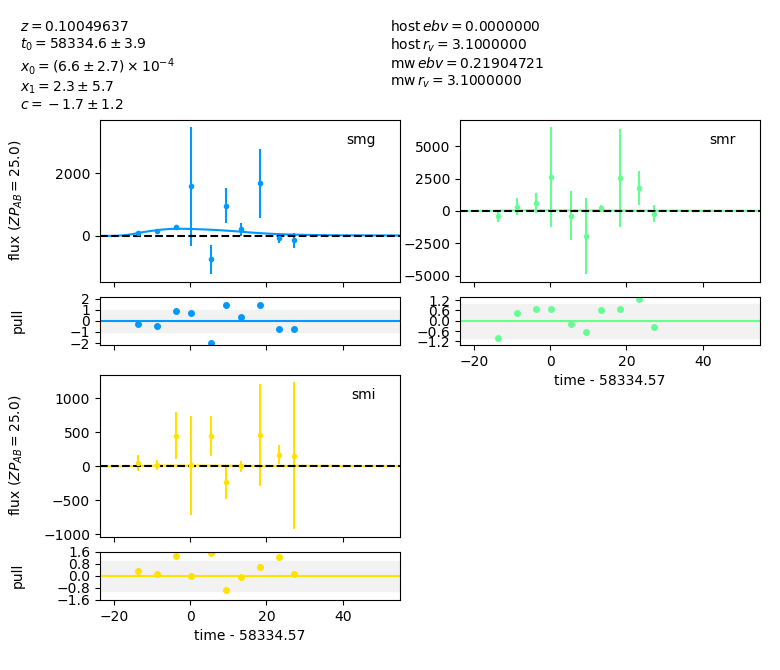 z = 0.10049637
t₀ = 58334.6 ± 3.9
x₀ = (6.6 ± 2.7) × 10⁻⁴
x₁ = 2.3 ± 5.7
c = −1.7 ± 1.2
host ebv = 0.0000000
host r_v = 3.1000000
mw ebv = 0.21904721
mw r_v = 3.1000000
smg
flux (ZP_AB = 25.0)
2000
0
pull
2
1
0
−1
−2
smr
5000
2500
0
−2500
−5000
1.2
0.6
0.0
−0.6
−1.2
−20 0 20 40
time - 58334.57
smi
flux (ZP_AB = 25.0)
1000
500
0
−500
−1000
pull
1.6
0.8
0.0
−0.8
−1.6
−20 0 20 40
time - 58334.57